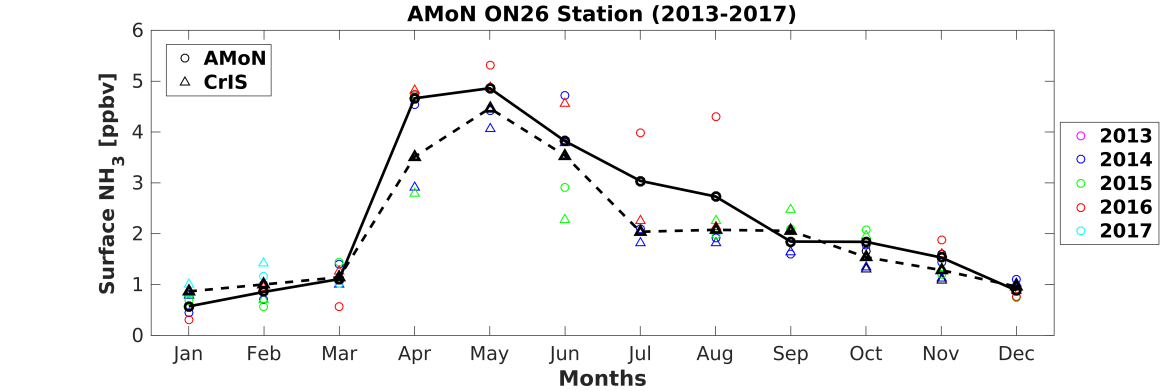 AMoN ON26 Station (2013-2017)
Surface NH3 [ppbv]
6
5
4
3
2
1
0
AMoN
CrIS
2013
2014
2015
2016
2017
Jan Feb Mar Apr May Jun Jul Aug Sep Oct Nov Dec
Months